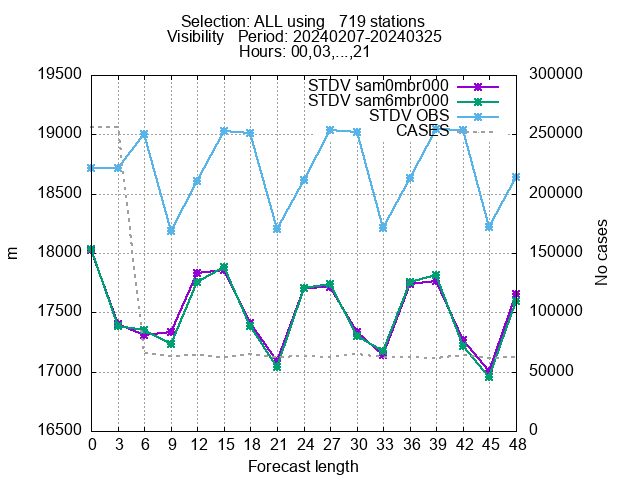 Selection: ALL using 719 stations
Visibility Period: 20240207-20240325
Hours: 00,03,...,21
19500 300000
STDV sam0mbr000
STDV sam6mbr000
STDV OBS
CASES
19000 250000
18500 200000
18000 150000
17500 100000
17000 50000
16500 0
m
No cases
0 3 6 9 12 15 18 21 24 27 30 33 36 39 42 45 48
Forecast length